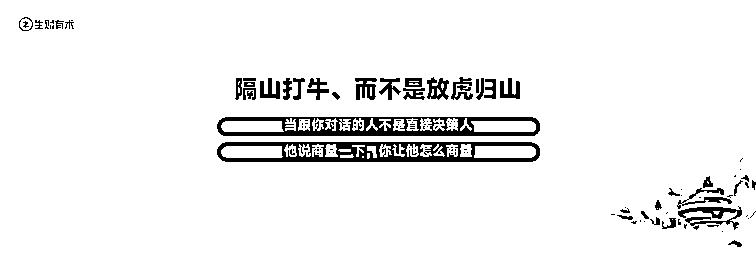 生财有术
隔山打牛、而不是放虎归山
当跟你对话的人不是直接决策人
他说商量一下,你让他怎么商量